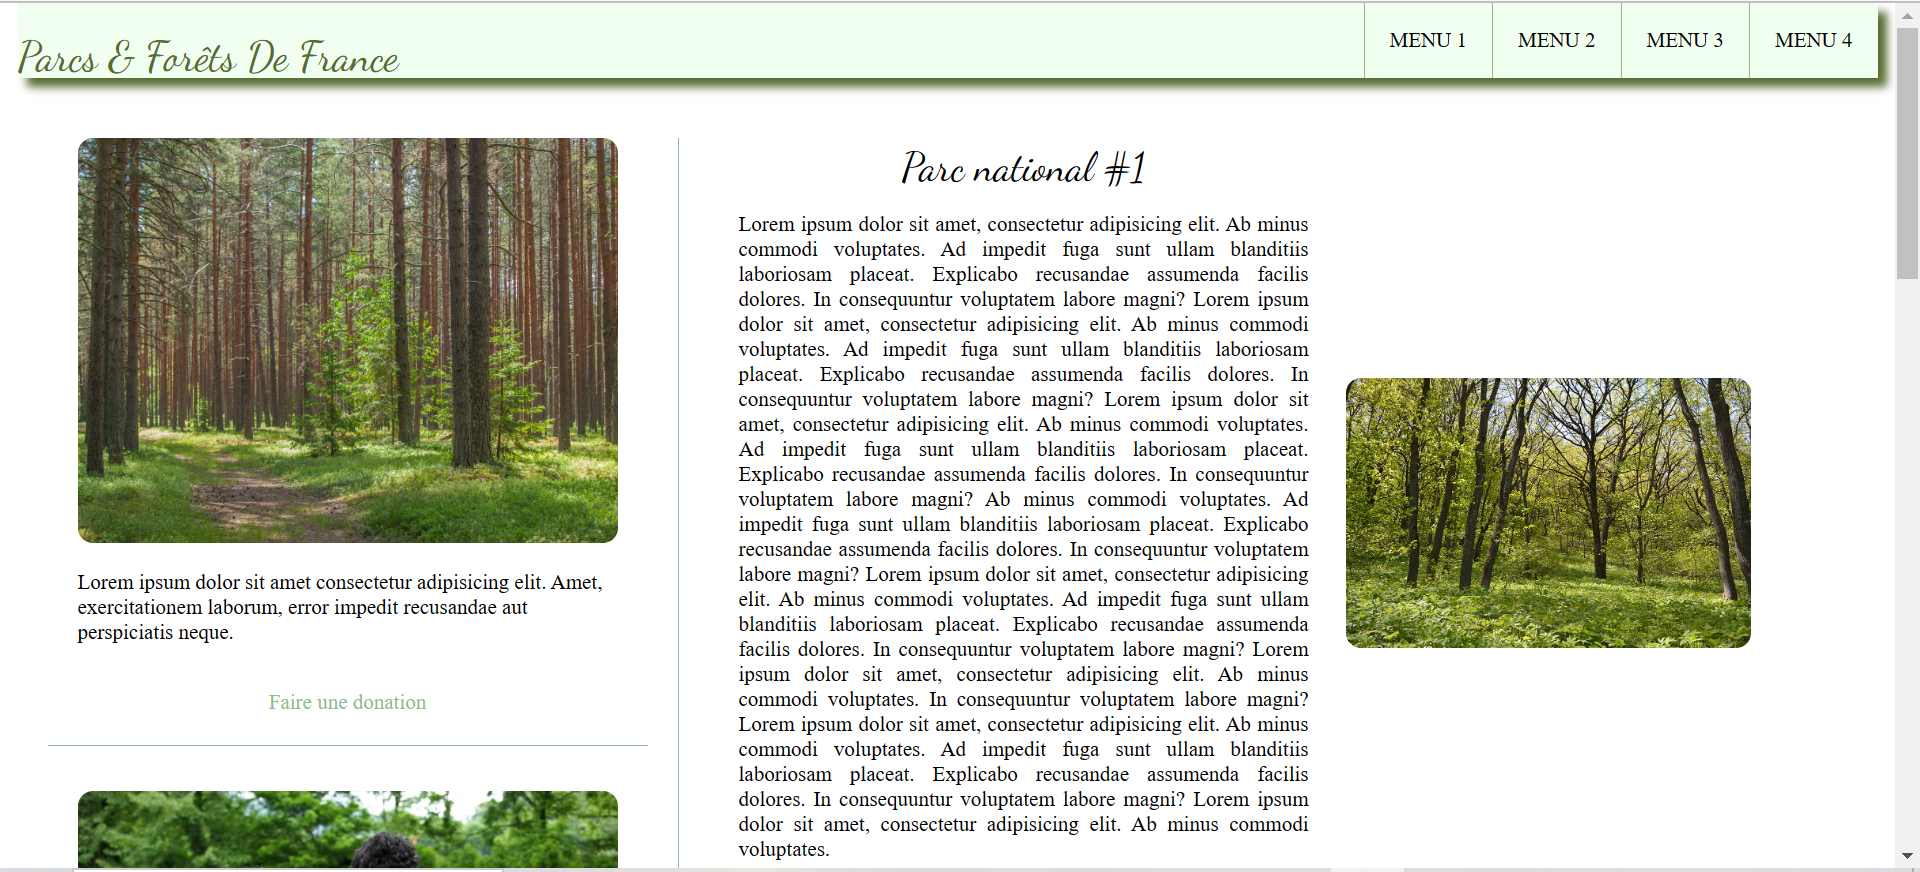 Parcs & Forêts De France
MENU 1
MENU 2
MENU 3
MENU 4
Lorem ipsum dolor sit amet consectetur adipisicing elit. Amet,
exercitationem laborum, error impedit recusandae aut
perspiciatis neque.
Faire une donation
Parc national #1
Lorem ipsum dolor sit amet, consectetur adipisicing elit. Ab minus
commodi voluptates. Ad impedit fuga sunt ullam blanditiis
laboriosam placeat. Explicabo recusandae assumenda facilis
dolores. In consequuntur voluptatem labore magni? Lorem ipsum
dolor sit amet, consectetur adipisicing elit. Ab minus commodi
voluptates. Ad impedit fuga sunt ullam blanditiis laboriosam
placeat. Explicabo recusandae assumenda facilis dolores. In
consequuntur voluptatem labore magni? Lorem ipsum dolor sit
amet, consectetur adipisicing elit. Ab minus commodi voluptates.
Ad impedit fuga sunt ullam blanditiis laboriosam placeat.
Explicabo recusandae assumenda facilis dolores. In consequuntur
voluptatem labore magni? Ab minus commodi voluptates. Ad
impedit fuga sunt ullam blanditiis laboriosam placeat. Explicabo
recusandae assumenda facilis dolores. In consequuntur voluptatem
labore magni? Lorem ipsum dolor sit amet, consectetur adipisicing
elit. Ab minus commodi voluptates. Ad impedit fuga sunt ullam
blanditiis laboriosam placeat. Explicabo recusandae assumenda
facilis dolores. In consequuntur voluptatem labore magni? Lorem
ipsum dolor sit amet, consectetur adipisicing elit. Ab minus
commodi voluptates. In consequuntur voluptatem labore magni?
Lorem ipsum dolor sit amet, consectetur adipisicing elit. Ab minus
commodi voluptates. Ad impedit fuga sunt ullam blanditiis
laboriosam placeat. Explicabo recusandae assumenda facilis
dolores. In consequuntur voluptatem labore magni? Lorem ipsum
dolor sit amet, consectetur adipisicing elit. Ab minus commodi
voluptates.